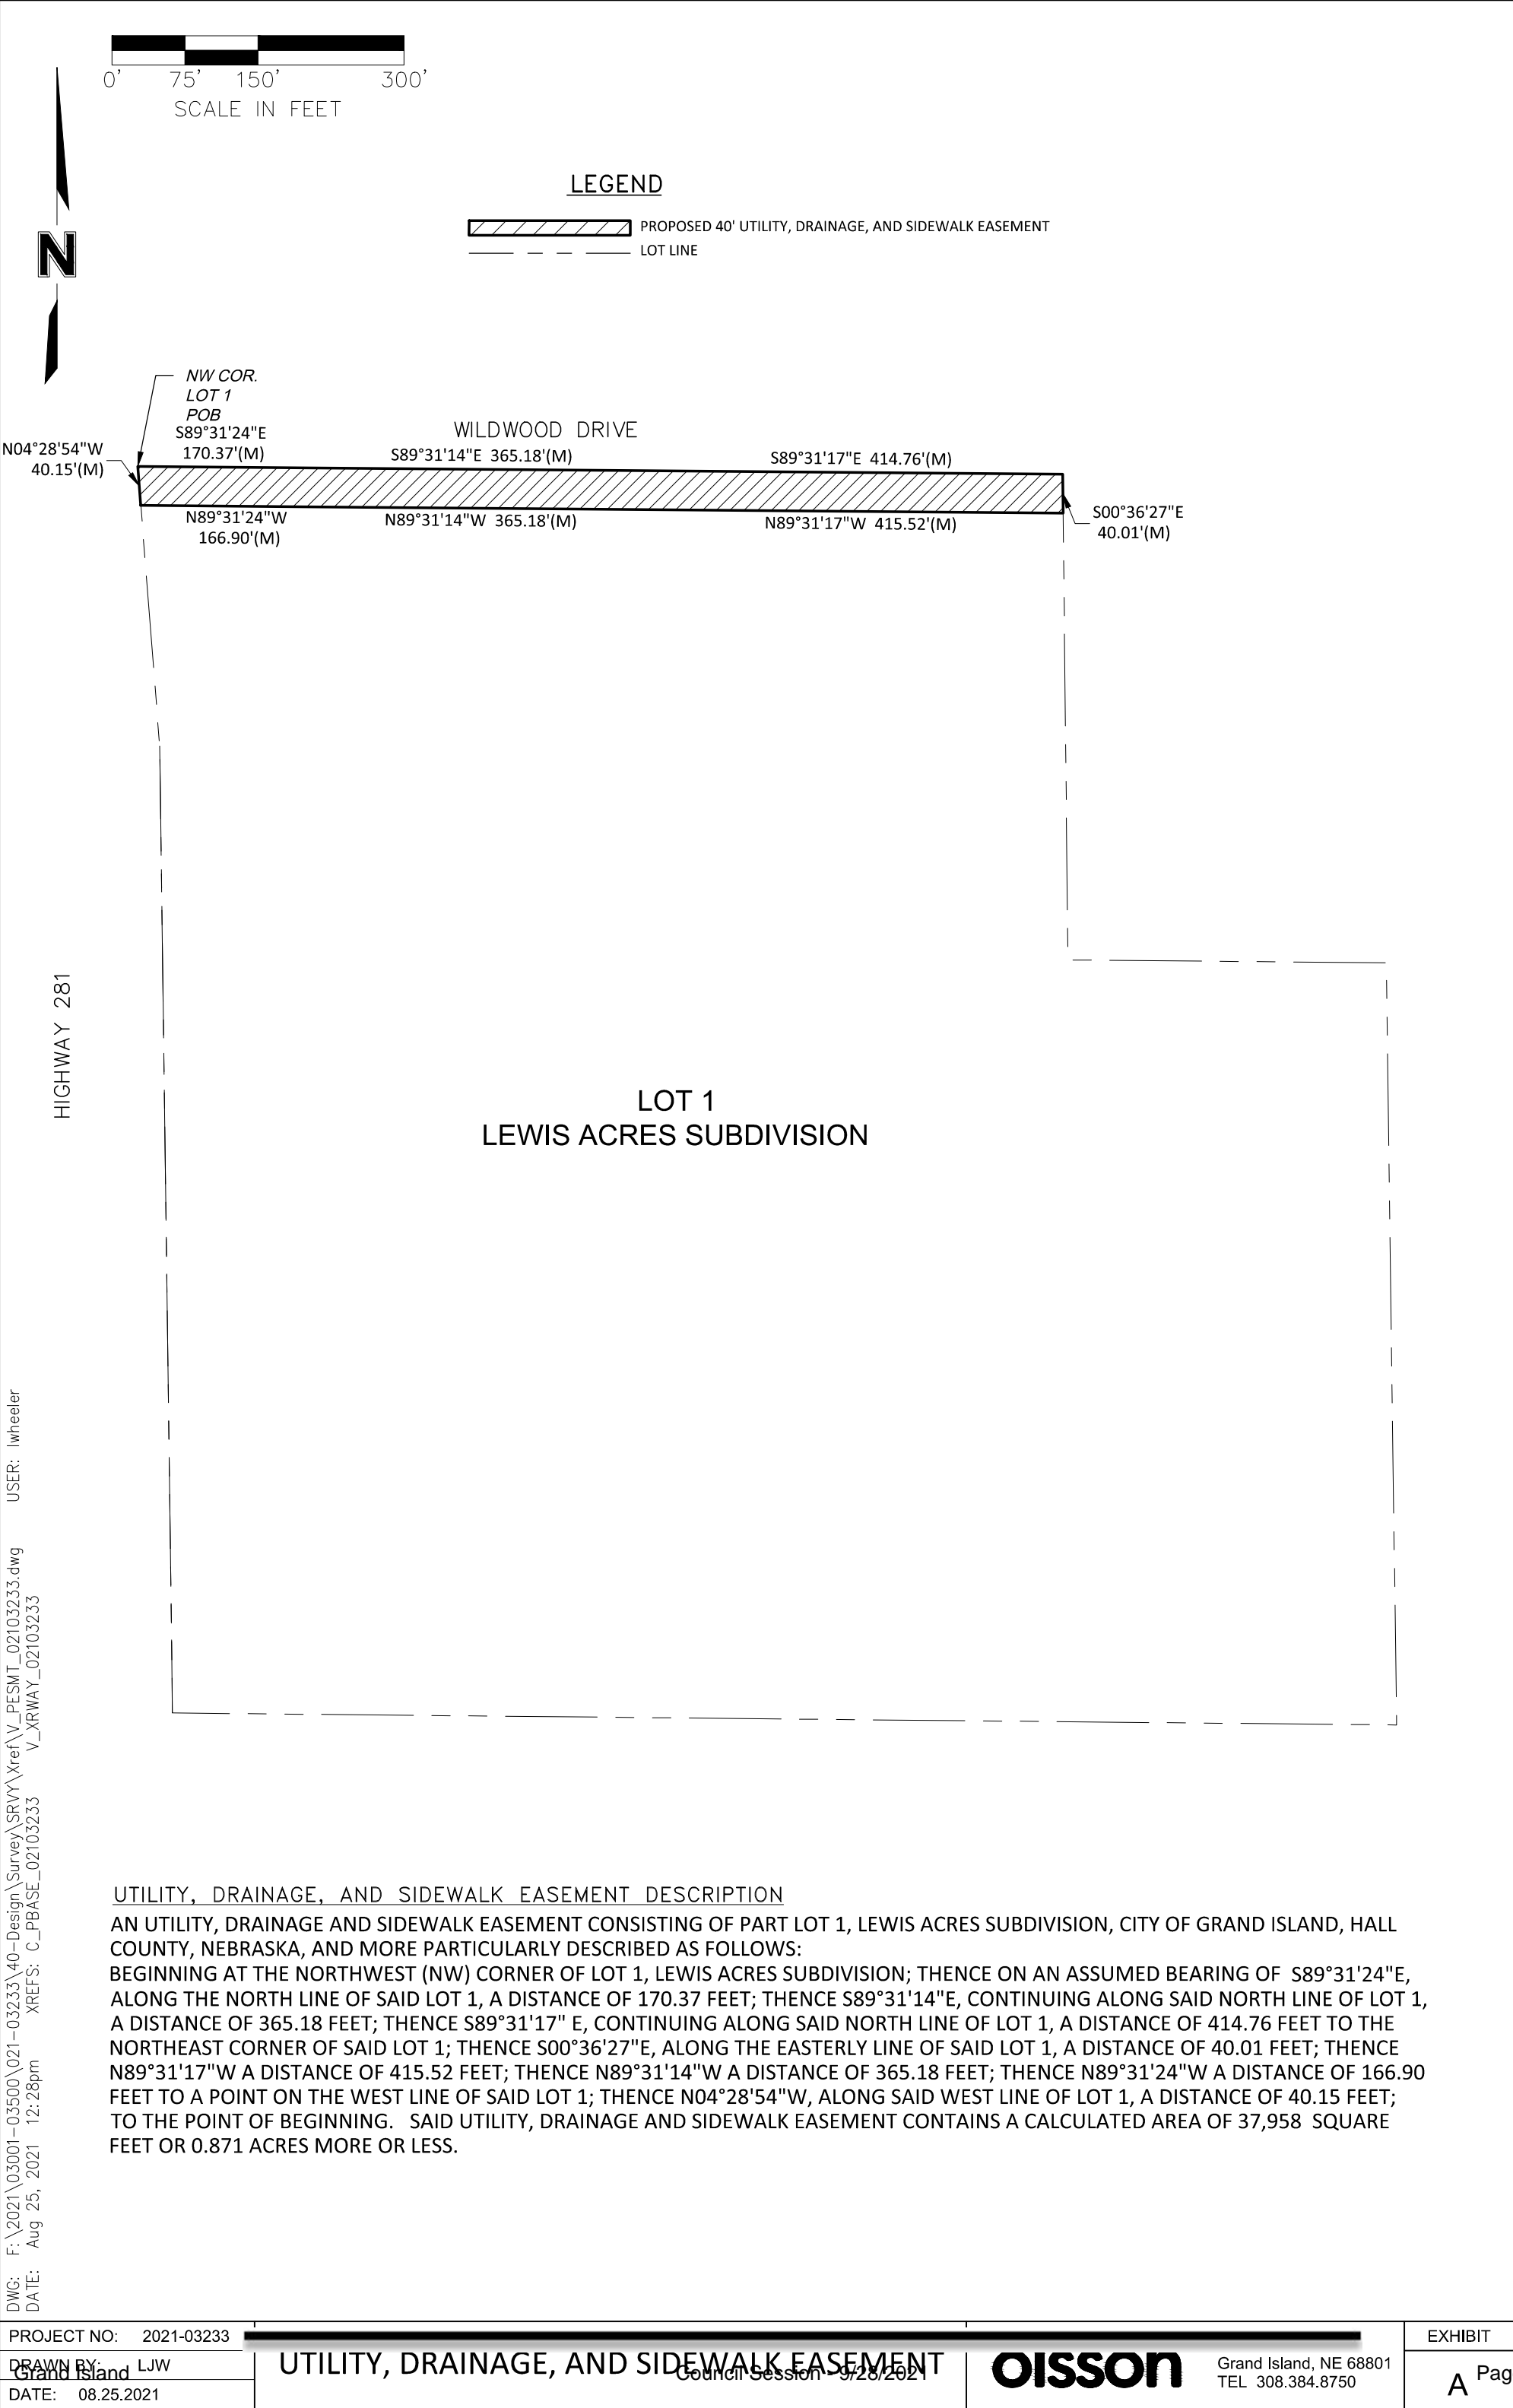 0' 75' 150' 300'
SCALE IN FEET
LEGEND
PROPOSED 40' UTILITY, DRAINAGE, AND SIDEWALK EASEMENT
LOT LINE
N
NW COR.
LOT 1
POB
S89°31'24"E
170.37'(M)
WILDWOOD DRIVE
S89°31'14"E 365.18'(M)
S89°31'17"E 414.76'(M)
N04°28'54"W
40.15'(M)
N89°31'24"W
166.90'(M)
N89°31'14"W 365.18'(M)
N89°31'17"W 415.52'(M)
S00°36'27"E
40.01'(M)
HIGHWAY 281
LOT 1
LEWIS ACRES SUBDIVISION
UTILITY, DRAINAGE, AND SIDEWALK EASEMENT DESCRIPTION
AN UTILITY, DRAINAGE AND SIDEWALK EASEMENT CONSISTING OF PART LOT 1, LEWIS ACRES SUBDIVISION, CITY OF GRAND ISLAND, HALL
COUNTY, NEBRASKA, AND MORE PARTICULARLY DESCRIBED AS FOLLOWS:
BEGINNING AT THE NORTHWEST (NW) CORNER OF LOT 1, LEWIS ACRES SUBDIVISION; THENCE ON AN ASSUMED BEARING OF S89°31'24"E,
ALONG THE NORTH LINE OF SAID LOT 1, A DISTANCE OF 170.37 FEET; THENCE S89°31'14"E, CONTINUING ALONG SAID NORTH LINE OF LOT 1,
A DISTANCE OF 365.18 FEET; THENCE S89°31'17" E, CONTINUING ALONG SAID NORTH LINE OF LOT 1, A DISTANCE OF 414.76 FEET TO THE
NORTHEAST CORNER OF SAID LOT 1; THENCE S00°36'27"E, ALONG THE EASTERLY LINE OF SAID LOT 1, A DISTANCE OF 40.01 FEET; THENCE
N89°31'17"W A DISTANCE OF 415.52 FEET; THENCE N89°31'14"W A DISTANCE OF 365.18 FEET; THENCE N89°31'24"W A DISTANCE OF 166.90
FEET TO A POINT ON THE WEST LINE OF SAID LOT 1; THENCE N04°28'54"W, ALONG SAID WEST LINE OF LOT 1, A DISTANCE OF 40.15 FEET;
TO THE POINT OF BEGINNING. SAID UTILITY, DRAINAGE AND SIDEWALK EASEMENT CONTAINS A CALCULATED AREA OF 37,958 SQUARE
FEET OR 0.871 ACRES MORE OR LESS.
DWG: F:\2021\03001-03500\021-03233\40-Design\Survey\SRVY\Xref\V_PESMT_02103233.dwg USER: lwheeler
DATE: Aug 25, 2021 12:28pm XREFS: C_PBASE_02103233 V_XRWAY_02103233
PROJECT NO: 2021-03233
DRAWN BY: LJW
Grand Island
DATE: 08.25.2021
UTILITY, DRAINAGE, AND SIDEWALK EASEMENT
Council Session - 9/28/2021
olsson
Grand Island, NE 68801
TEL 308.384.8750
EXHIBIT
A
Pag